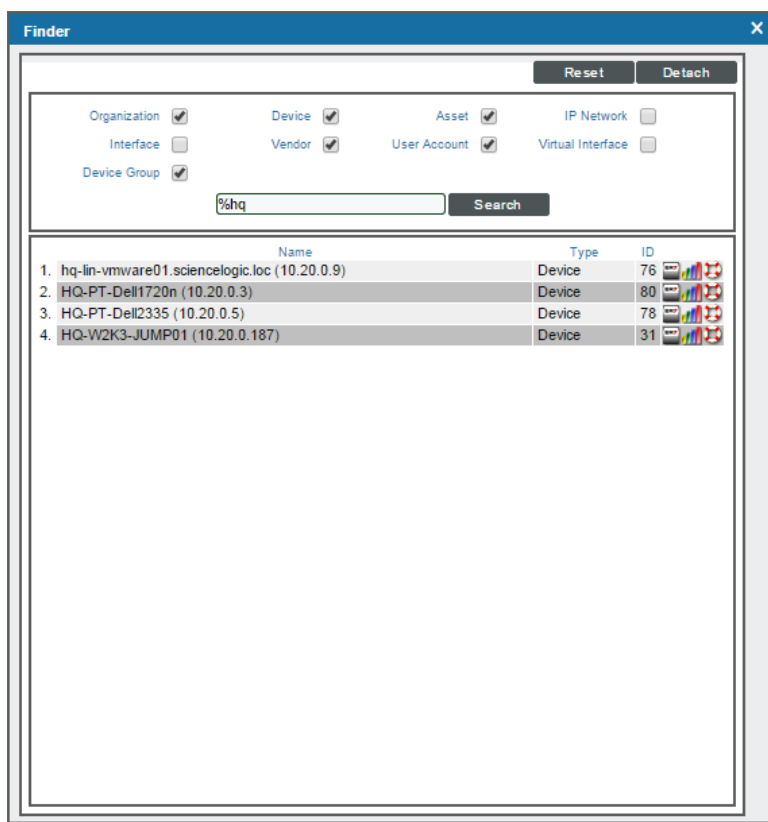 Finder
Reset Detach
Organization Device Asset IP Network
Interface Vendor User Account Virtual Interface
Device Group
%hq Search
Name Type ID
1. hq-lin-vmware01.sciencelogic.loc (10.20.0.9) Device 76
2. HQ-PT-Dell1720n (10.20.0.3) Device 80
3. HQ-PT-Dell2335 (10.20.0.5) Device 78
4. HQ-W2K3-JUMP01 (10.20.0.187) Device 31